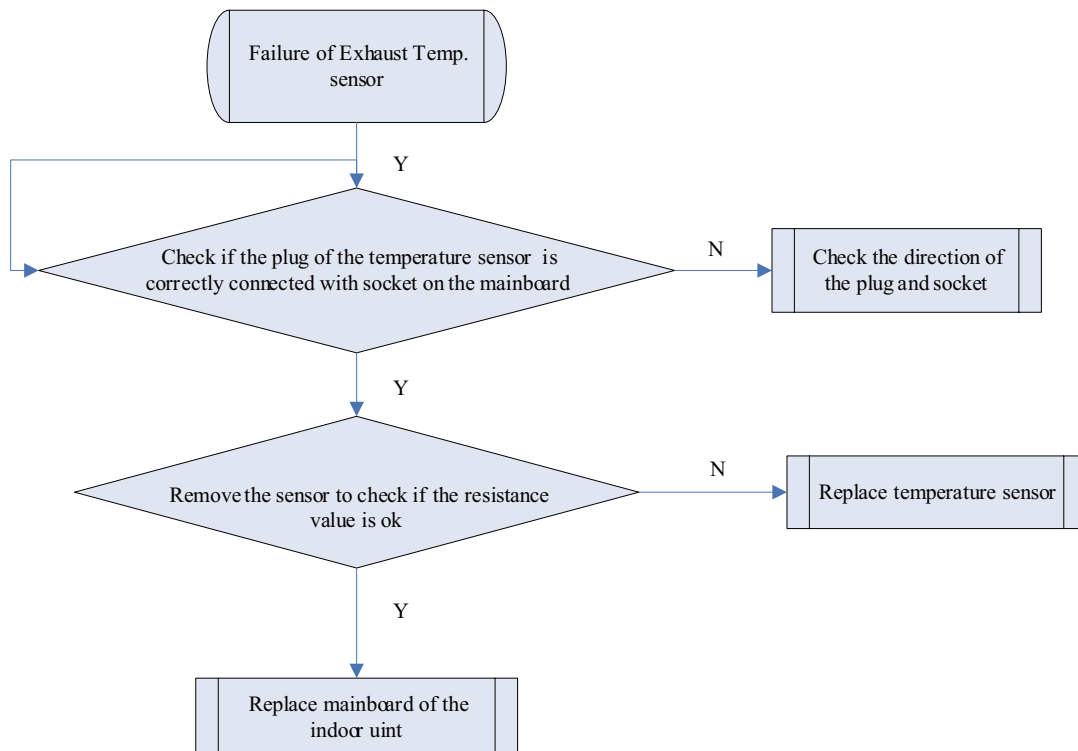 Failure of Exhaust Temp.
sensor
Y
Check if the plug of the temperature sensor is
correctly connected with socket on the mainboard
N
Check the direction of
the plug and socket
Y
Remove the sensor to check if the resistance
value is ok
N
Replace temperature sensor
Y
Replace mainboard of the
indoor uint